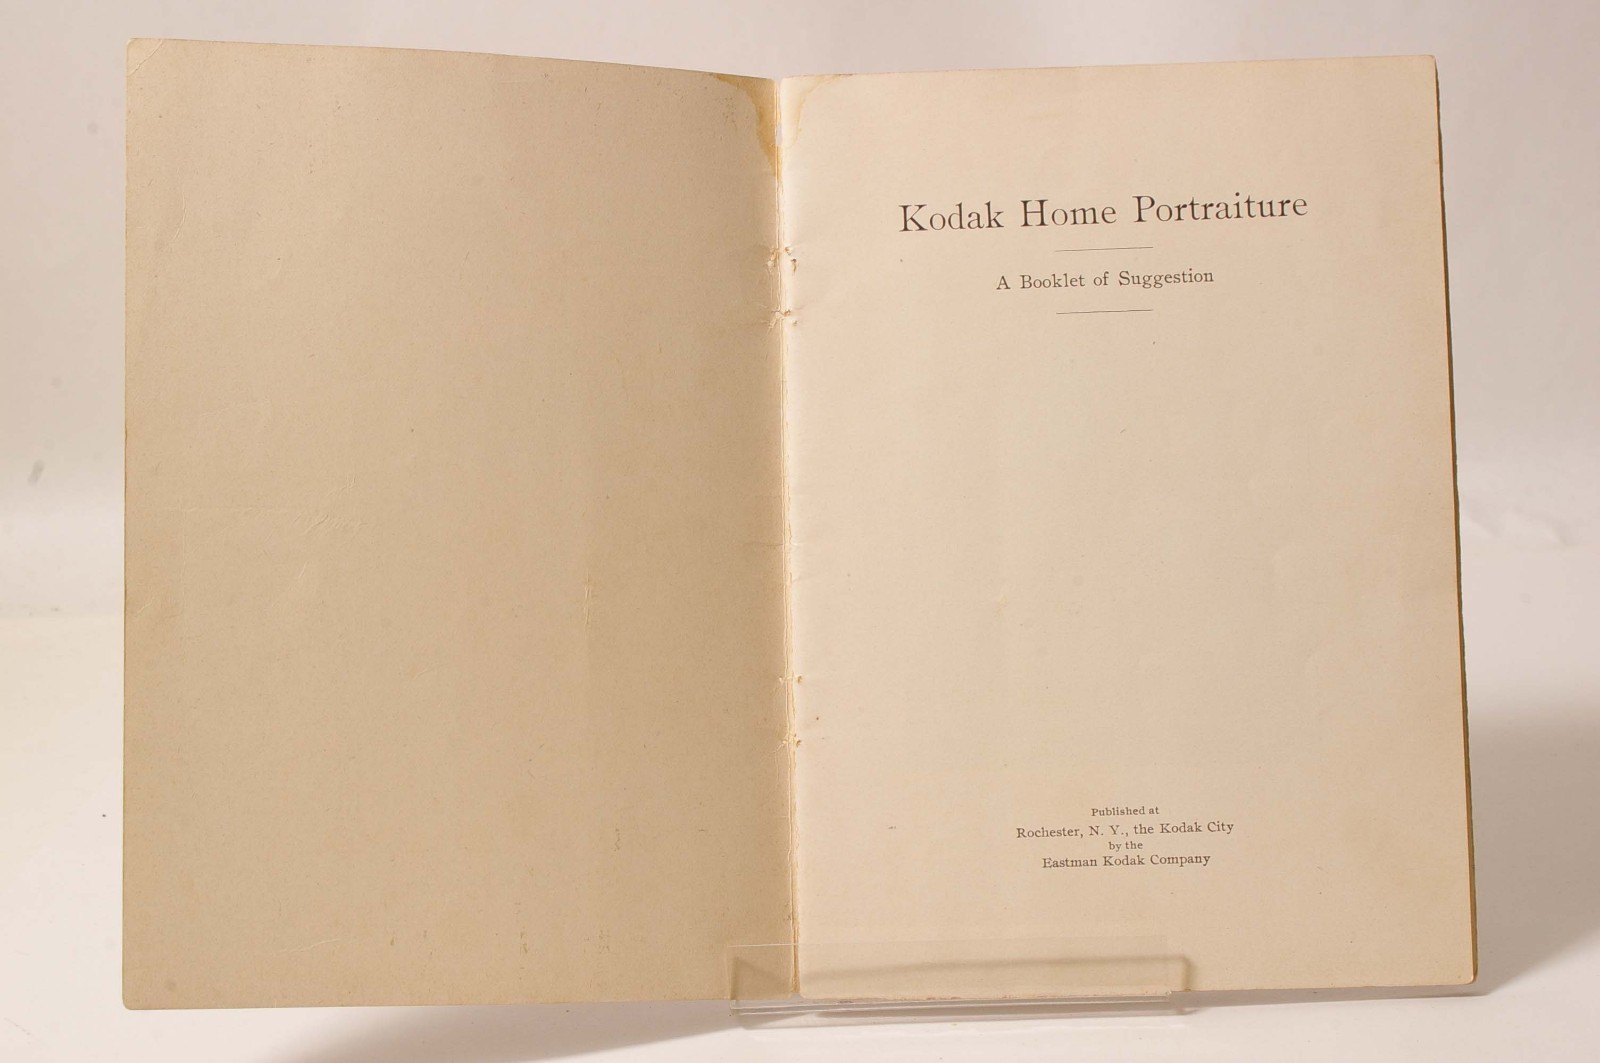 Kodak Home Portraiture
A Booklet of Suggestion
Published at
Rochester, N. Y., the Kodak City
by the
Eastman Kodak Company